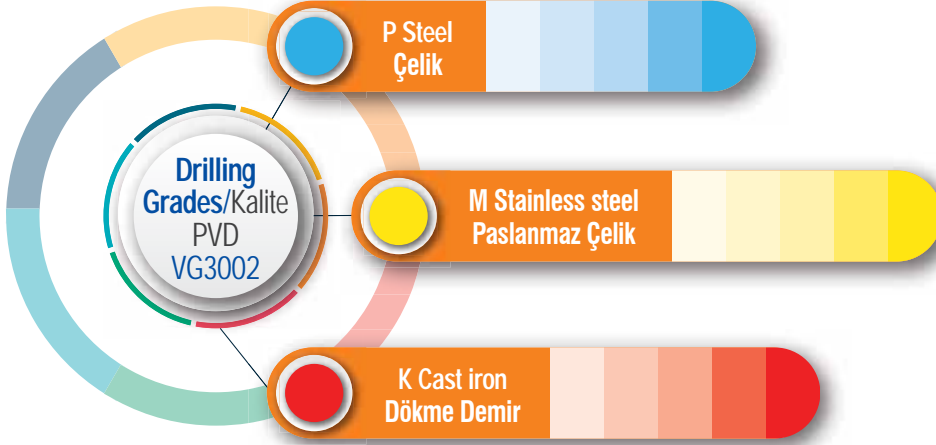 Drilling
Grades/Kalite
PVD
VG3002
P Steel
Çelik
M Stainless steel
Paslanmaz Çelik
K Cast iron
Dökme Demir